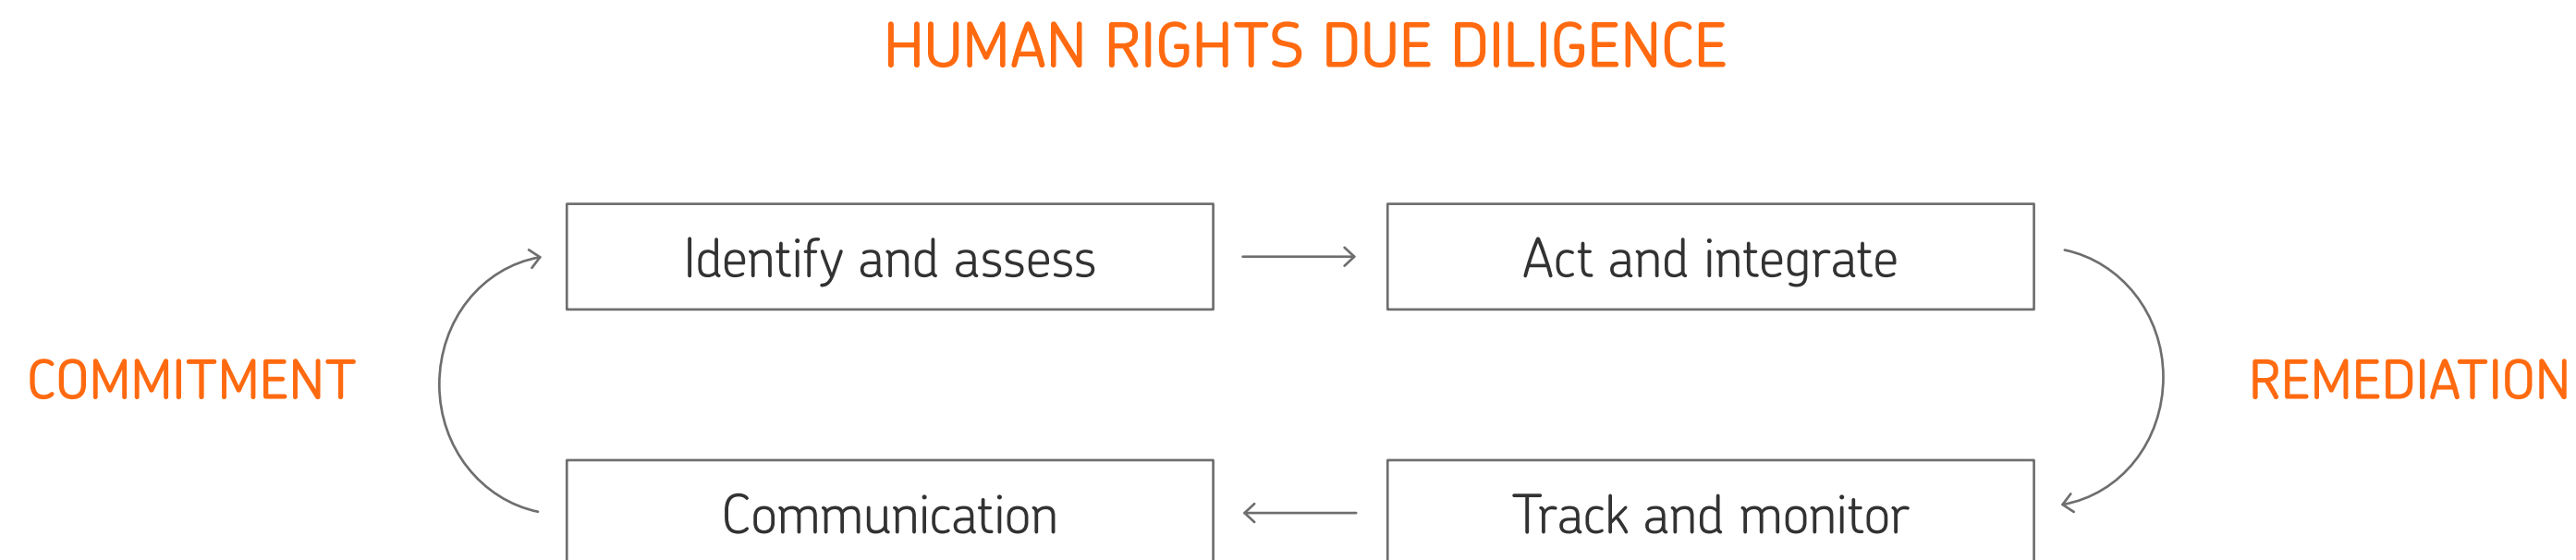 HUMAN RIGHTS DUE DILIGENCE
Identify and assess
Act and integrate
COMMITMENT
REMEDIATION
Communication
Track and monitor